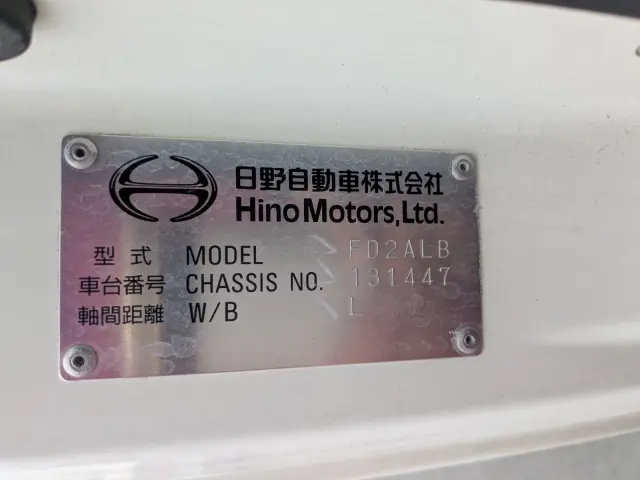 日野自動車株式会社
Hino Motors, Ltd.
型式 MODEL FD2ALB
車台番号 CHASSIS NO. 131447
軸間距離 W/B L